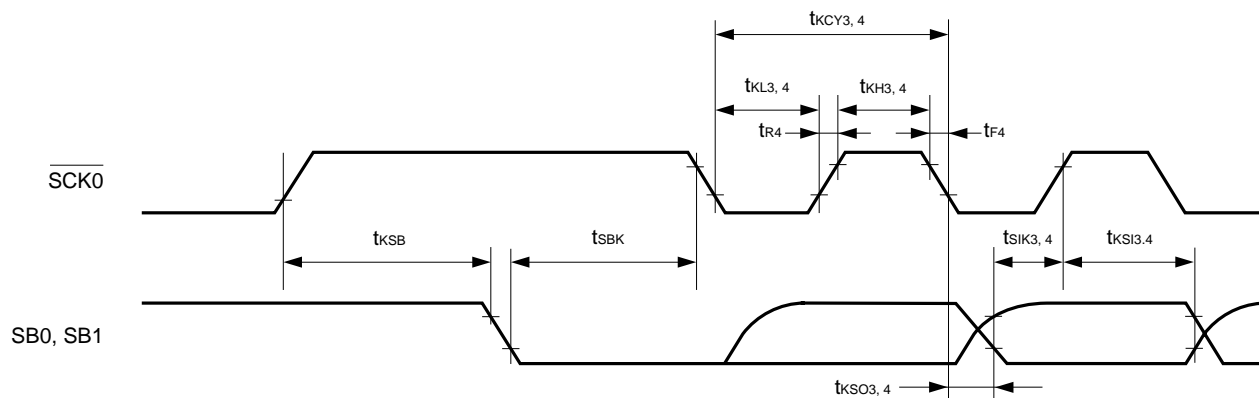 tKCY3, 4
tKL3, 4
tKH3, 4
tR4
tF4
SCK0
tKSB
tSBK
tSIK3, 4
tKSI3.4
SB0, SB1
tKSO3, 4